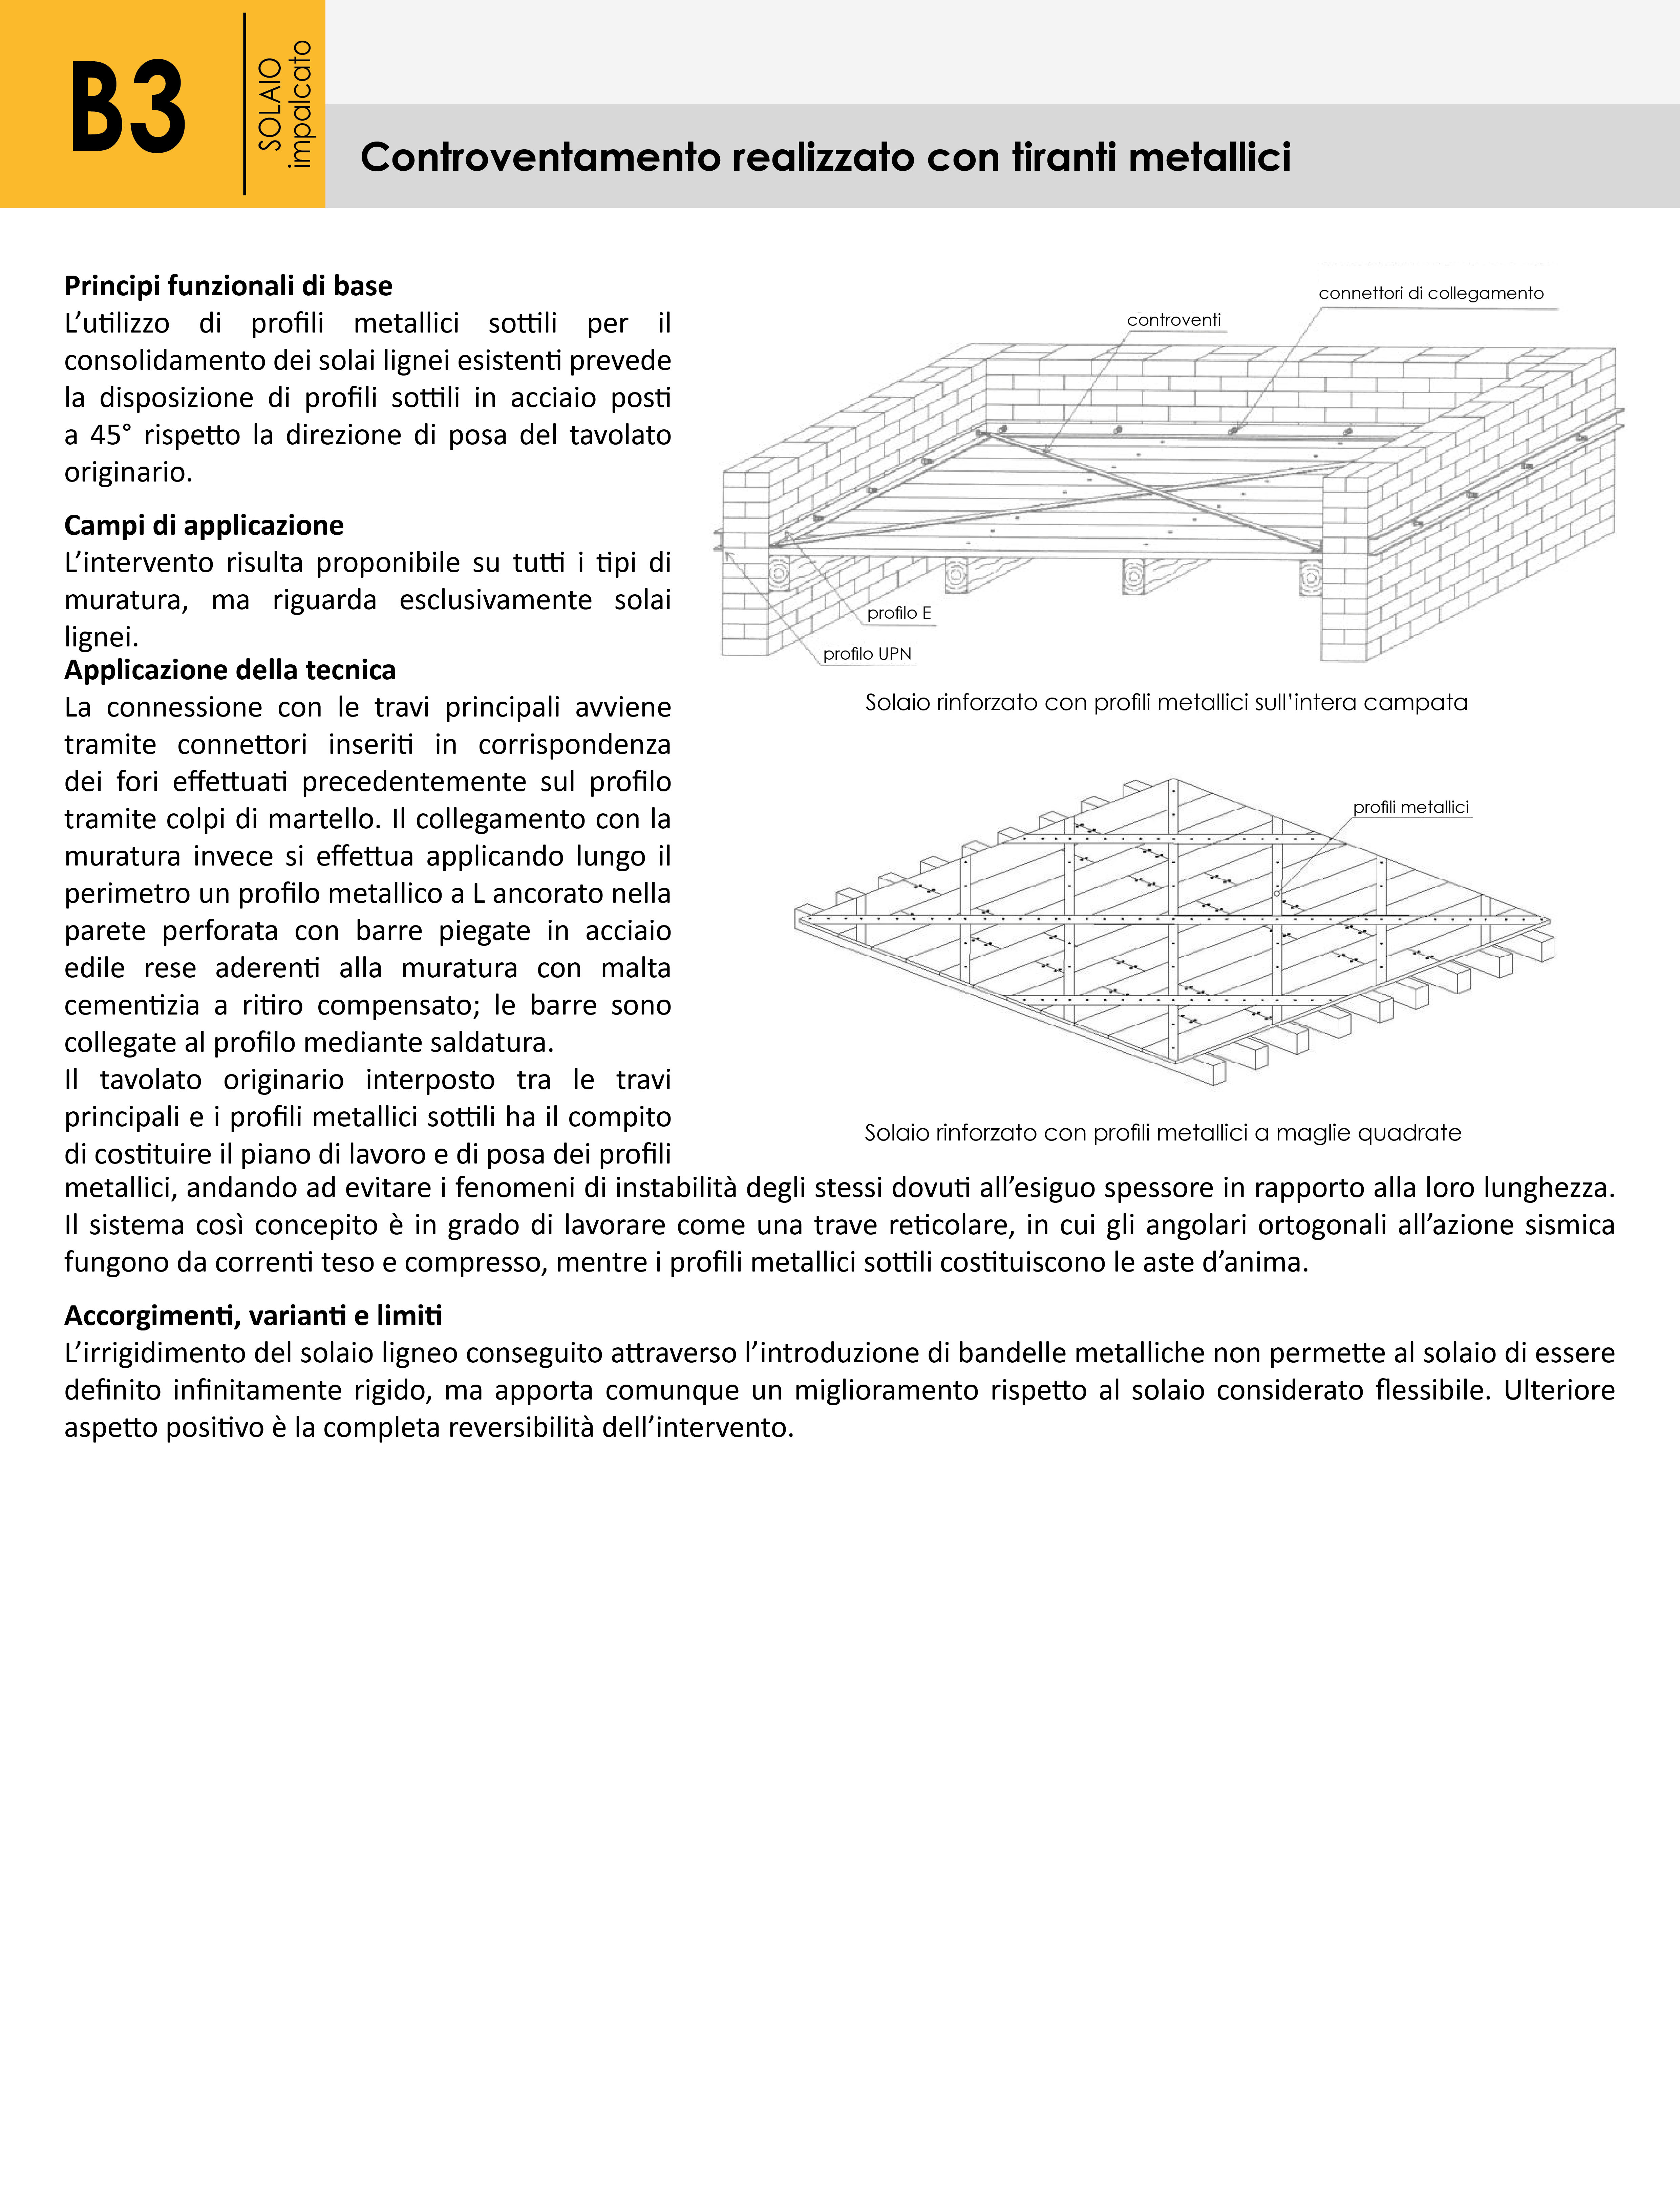 B3
SOLAIO
impalcato
Controventamento realizzato con tiranti metallici
Principi funzionali di base
L’utilizzo di profili metallici sottili per il
consolidamento dei solai lignei esistenti prevede
la disposizione di profili sottili in acciaio posti
a 45° rispetto la direzione di posa del tavolato
originario.
Campi di applicazione
L’intervento risulta proponibile su tutti i tipi di
muratura, ma riguarda esclusivamente solai
lignei.
Applicazione della tecnica
La connessione con le travi principali avviene
tramite connettori inseriti in corrispondenza
dei fori effettuati precedentemente sul profilo
tramite colpi di martello. Il collegamento con la
muratura invece si effettua applicando lungo il
perimetro un profilo metallico a L ancorato nella
parete perforata con barre piegate in acciaio
edile rese aderenti alla muratura con malta
cementizia a ritiro compensato; le barre sono
collegate al profilo mediante saldatura.
Il tavolato originario interposto tra le travi
principali e i profili metallici sottili ha il compito
di costituire il piano di lavoro e di posa dei profili
metallici, andando ad evitare i fenomeni di instabilità degli stessi dovuti all’esiguo spessore in rapporto alla loro lunghezza.
Il sistema così concepito è in grado di lavorare come una trave reticolare, in cui gli angolari ortogonali all’azione sismica
fungono da correnti teso e compresso, mentre i profili metallici sottili costituiscono le aste d’anima.
Accorgimenti, varianti e limiti
L’irrigidimento del solaio ligneo conseguito attraverso l’introduzione di bandelle metalliche non permette al solaio di essere
definito infinitamente rigido, ma apporta comunque un miglioramento rispetto al solaio considerato flessibile. Ulteriore
aspetto positivo è la completa reversibilità dell’intervento.
connettori di collegamento
controventi
profilo E
profilo UPN
Solaio rinforzato con profili metallici sull’intera campata
profili metallici
Solaio rinforzato con profili metallici a maglie quadrate